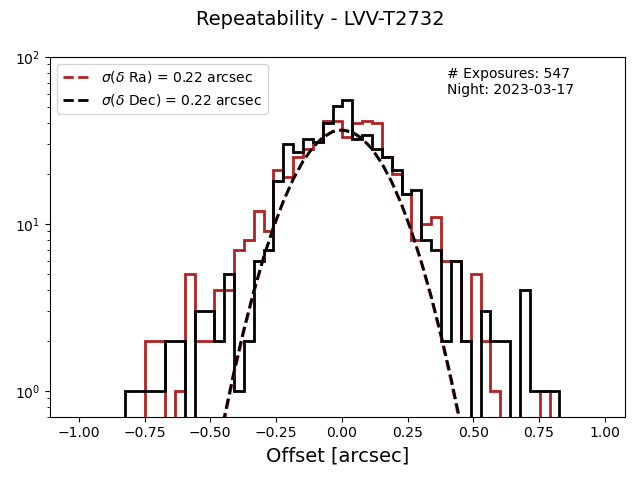 Repeatability - LVV-T2732
σ(δ Ra) = 0.22 arcsec
σ(δ Dec) = 0.22 arcsec
# Exposures: 547
Night: 2023-03-17
10²
10¹
10⁰
−1.00 −0.75 −0.50 −0.25 0.00 0.25 0.50 0.75 1.00
Offset [arcsec]